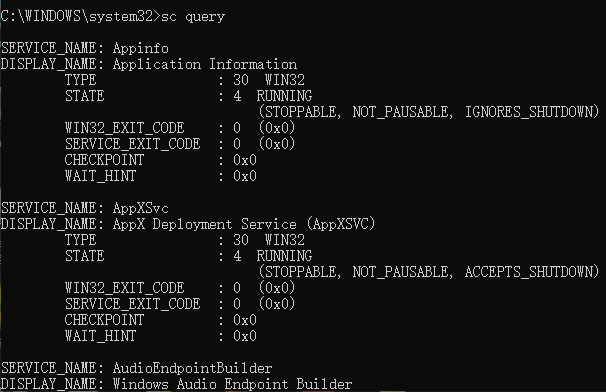 C:\WINDOWS\system32>sc query
SERVICE_NAME: Appinfo
DISPLAY_NAME: Application Information
        TYPE               : 30  WIN32
        STATE              : 4  RUNNING
                                (STOPPABLE, NOT_PAUSABLE, IGNORES_SHUTDOWN)
        WIN32_EXIT_CODE    : 0  (0x0)
        SERVICE_EXIT_CODE  : 0  (0x0)
        CHECKPOINT         : 0x0
        WAIT_HINT          : 0x0
SERVICE_NAME: AppXSvc
DISPLAY_NAME: AppX Deployment Service (AppXSVC)
        TYPE               : 30  WIN32
        STATE              : 4  RUNNING
                                (STOPPABLE, NOT_PAUSABLE, ACCEPTS_SHUTDOWN)
        WIN32_EXIT_CODE    : 0  (0x0)
        SERVICE_EXIT_CODE  : 0  (0x0)
        CHECKPOINT         : 0x0
        WAIT_HINT          : 0x0
SERVICE_NAME: AudioEndpointBuilder
DISPLAY_NAME: Windows Audio Endpoint Builder